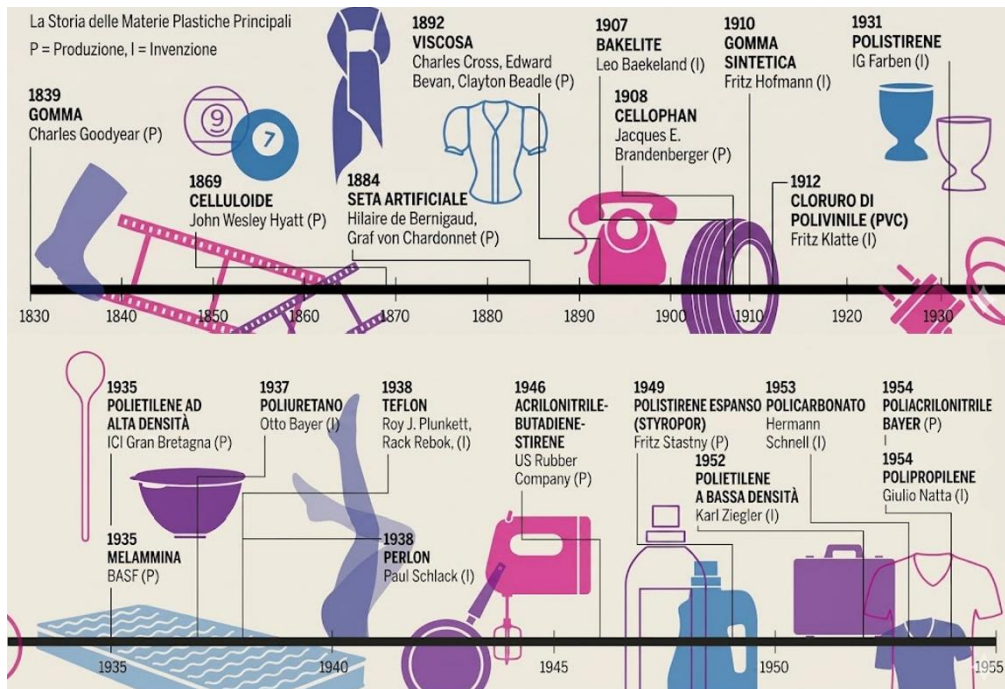 La Storia delle Materie Plastiche Principali
P = Produzione, I = Invenzione
1839
GOMMA
Charles Goodyear (P)
9
7
1869
CELLULOIDE
John Wesley Hyatt (P)
1884
SETA ARTIFICIALE
Hilaire de Bernigaud,
Graf von Chardonnet (P)
1892
VISCOSA
Charles Cross, Edward
Bevan, Clayton Beadle (P)
1907
BAKELITE
Leo Baekeland (I)
1908
CELLOPHAN
Jacques E.
Brandenberger (P)
1910
GOMMA
SINTETICA
Fritz Hofmann (I)
1912
CLORURO DI
POLIVINILE (PVC)
Fritz Klatte (I)
1931
POLISTIRENE
IG Farben (I)
1830 1840 1850 1860 1870 1880 1890 1900 1910 1920 1930
1935
POLIETILENE AD
ALTA DENSITÀ
ICI Gran Bretagna (P)
1935
MELAMMINA
BASF (P)
1937
POLIURETANO
Otto Bayer (I)
1938
TEFLON
Roy J. Plunkett,
Rack Rebok, (I)
1938
PERLON
Paul Schlack (I)
1946
ACRILONITRILE-
BUTADIENE-
STIRENE
US Rubber
Company (P)
1949
POLISTIRENE ESPANSO
(STYROPOR)
Fritz Stastny (P)
1952
POLIETILENE
A BASSA DENSITÀ
Karl Ziegler (I)
1953
POLICARBONATO
Hermann
Schnell (I)
1954
POLIACRILONITRILE
BAYER (P)
1954
POLIPROPILENE
Giulio Natta (I)
1935 1940 1945 1950 1955